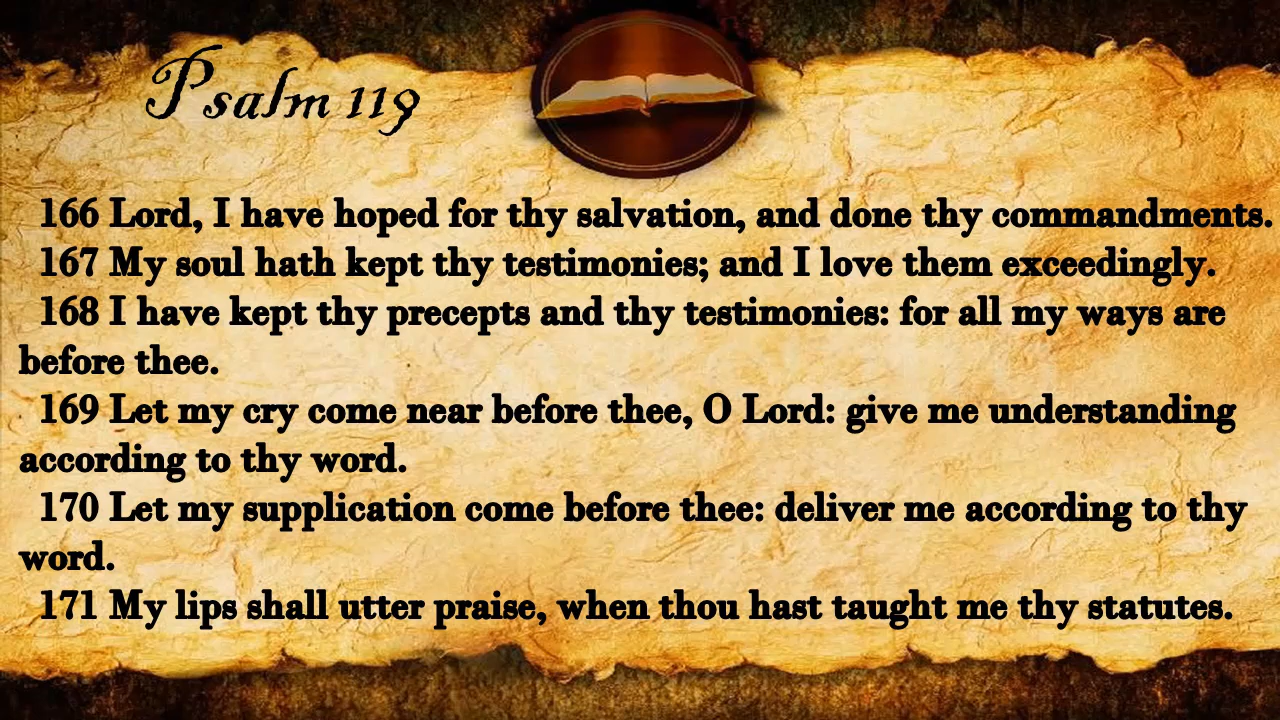 Psalm 119
166 Lord, I have hoped for thy salvation, and done thy commandments.
167 My soul hath kept thy testimonies; and I love them exceedingly.
168 I have kept thy precepts and thy testimonies: for all my ways are
before thee.
169 Let my cry come near before thee, O Lord: give me understanding
according to thy word.
170 Let my supplication come before thee: deliver me according to thy
word.
171 My lips shall utter praise, when thou hast taught me thy statutes.